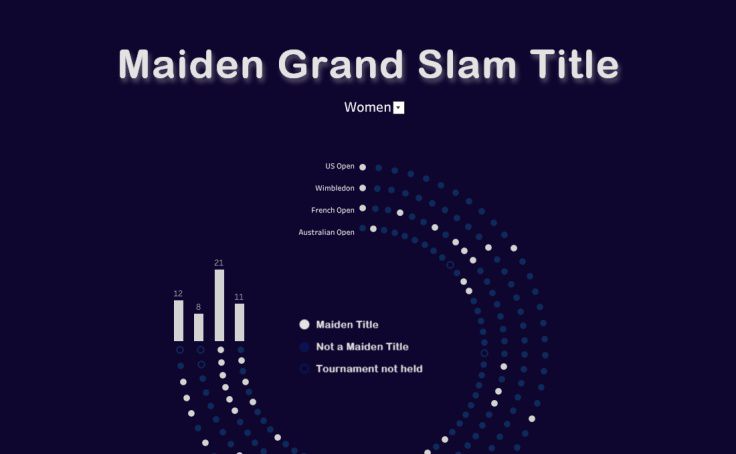 Maiden Grand Slam Title
Women
US Open
Wimbledon
French Open
Australian Open
21
12
11
8
Maiden Title
Not a Maiden Title
Tournament not held